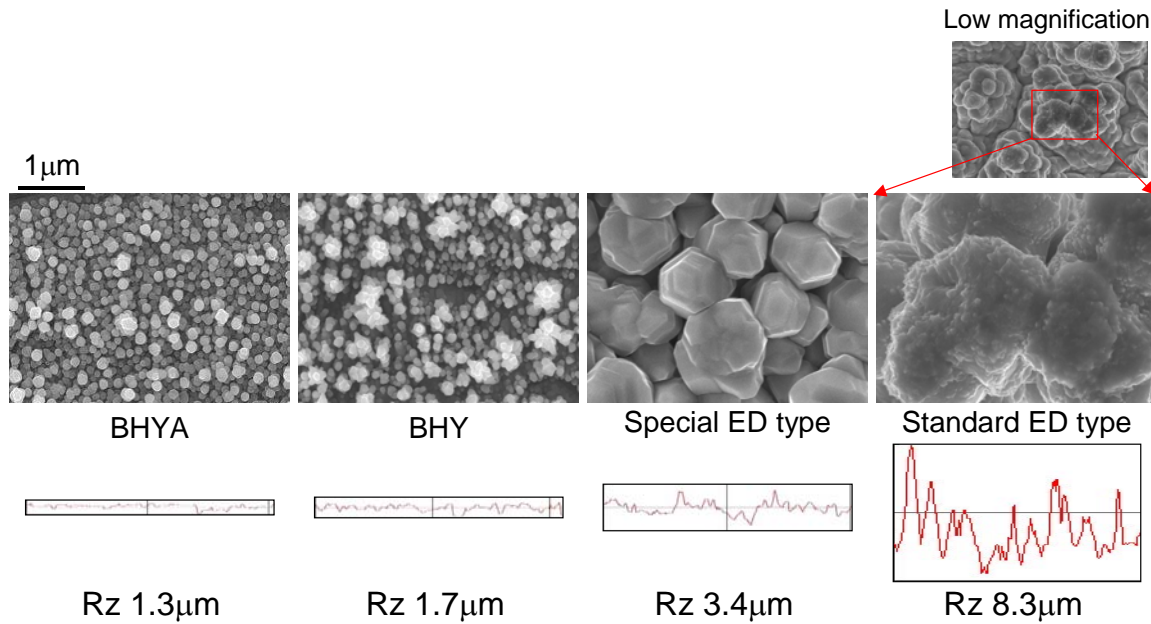 Low magnification
1μm
BHYA
BHY
Special ED type
Standard ED type
Rz 1.3μm
Rz 1.7μm
Rz 3.4μm
Rz 8.3μm